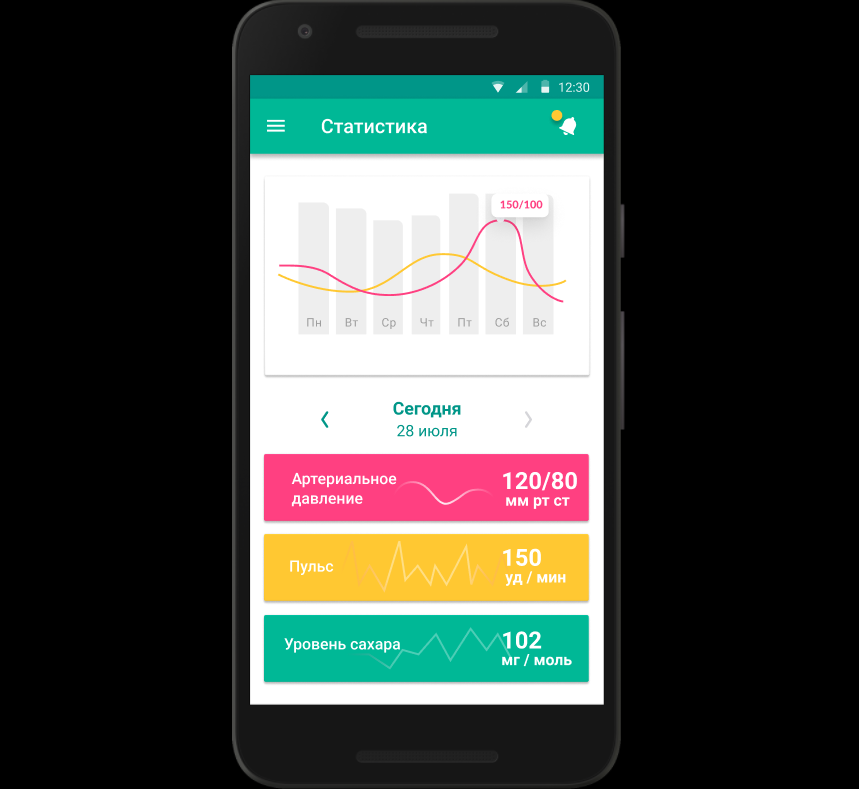 12:30
Статистика
150/100
Пн Вт Ср Чт Пт Сб Вс
Сегодня
28 июля
Артериальное
давление
120/80
мм рт ст
Пульс
150
уд / мин
Уровень сахара
102
мг / моль